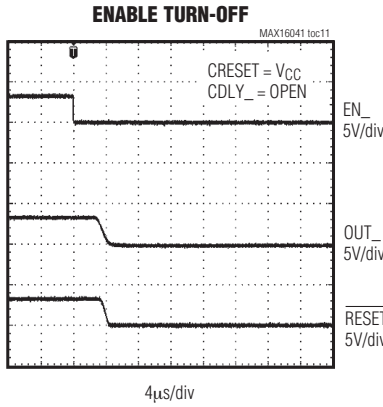 ENABLE TURN-OFF
MAX16041 toc11
T
CRESET = VCC
CDLY_ = OPEN
EN_
5V/div
OUT_
5V/div
RESET
5V/div
4μs/div